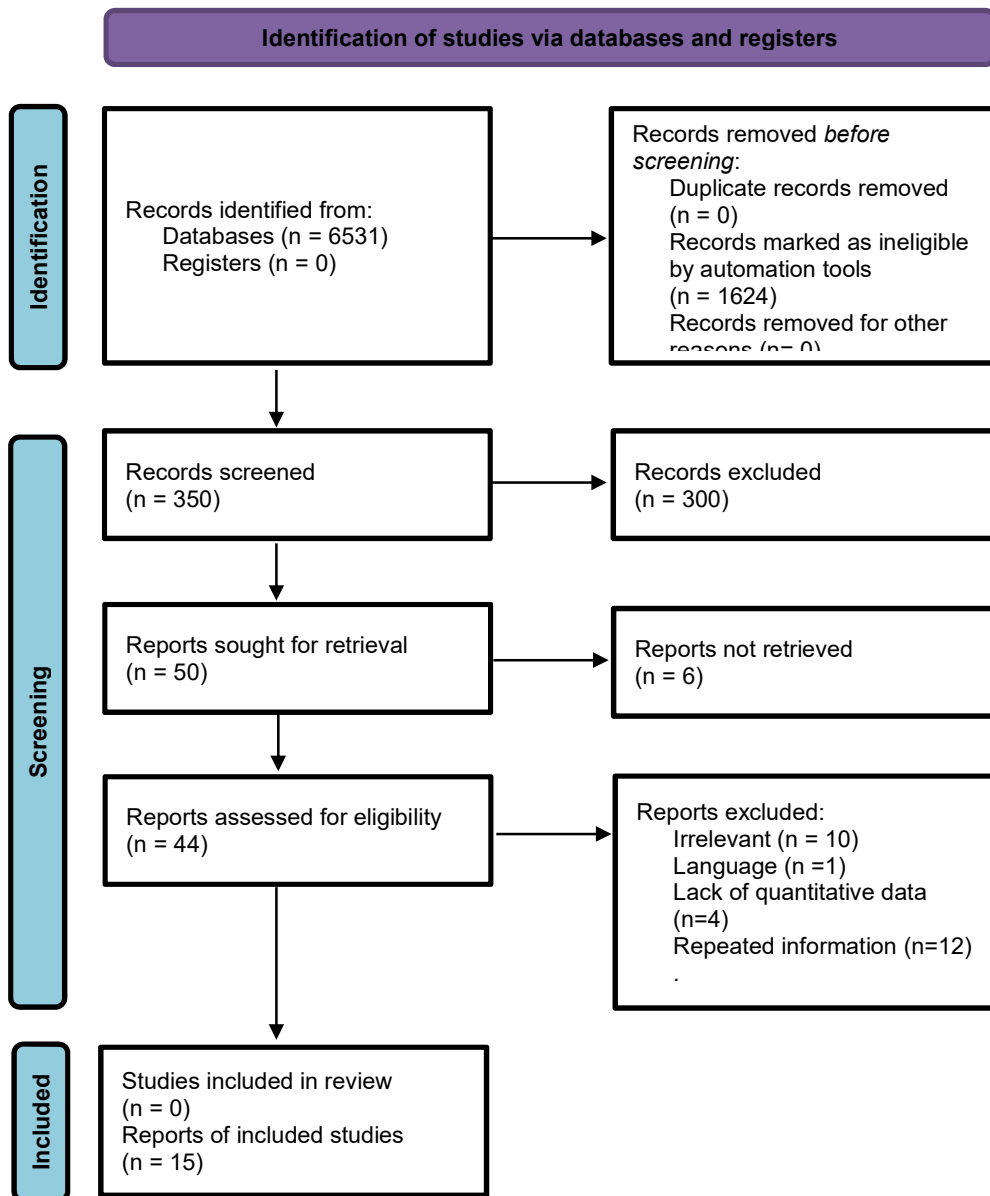 Identification of studies via databases and registers
Identification
Records identified from:
Databases (n = 6531)
Registers (n = 0)
Records removed before
screening:
Duplicate records removed
(n = 0)
Records marked as ineligible
by automation tools
(n = 1624)
Records removed for other
reasons (n= 0)
Screening
Records screened
(n = 350)
Records excluded
(n = 300)
Reports sought for retrieval
(n = 50)
Reports not retrieved
(n = 6)
Reports assessed for eligibility
(n = 44)
Reports excluded:
Irrelevant (n = 10)
Language (n =1)
Lack of quantitative data
(n=4)
Repeated information (n=12)
.
Included
Studies included in review
(n = 0)
Reports of included studies
(n = 15)